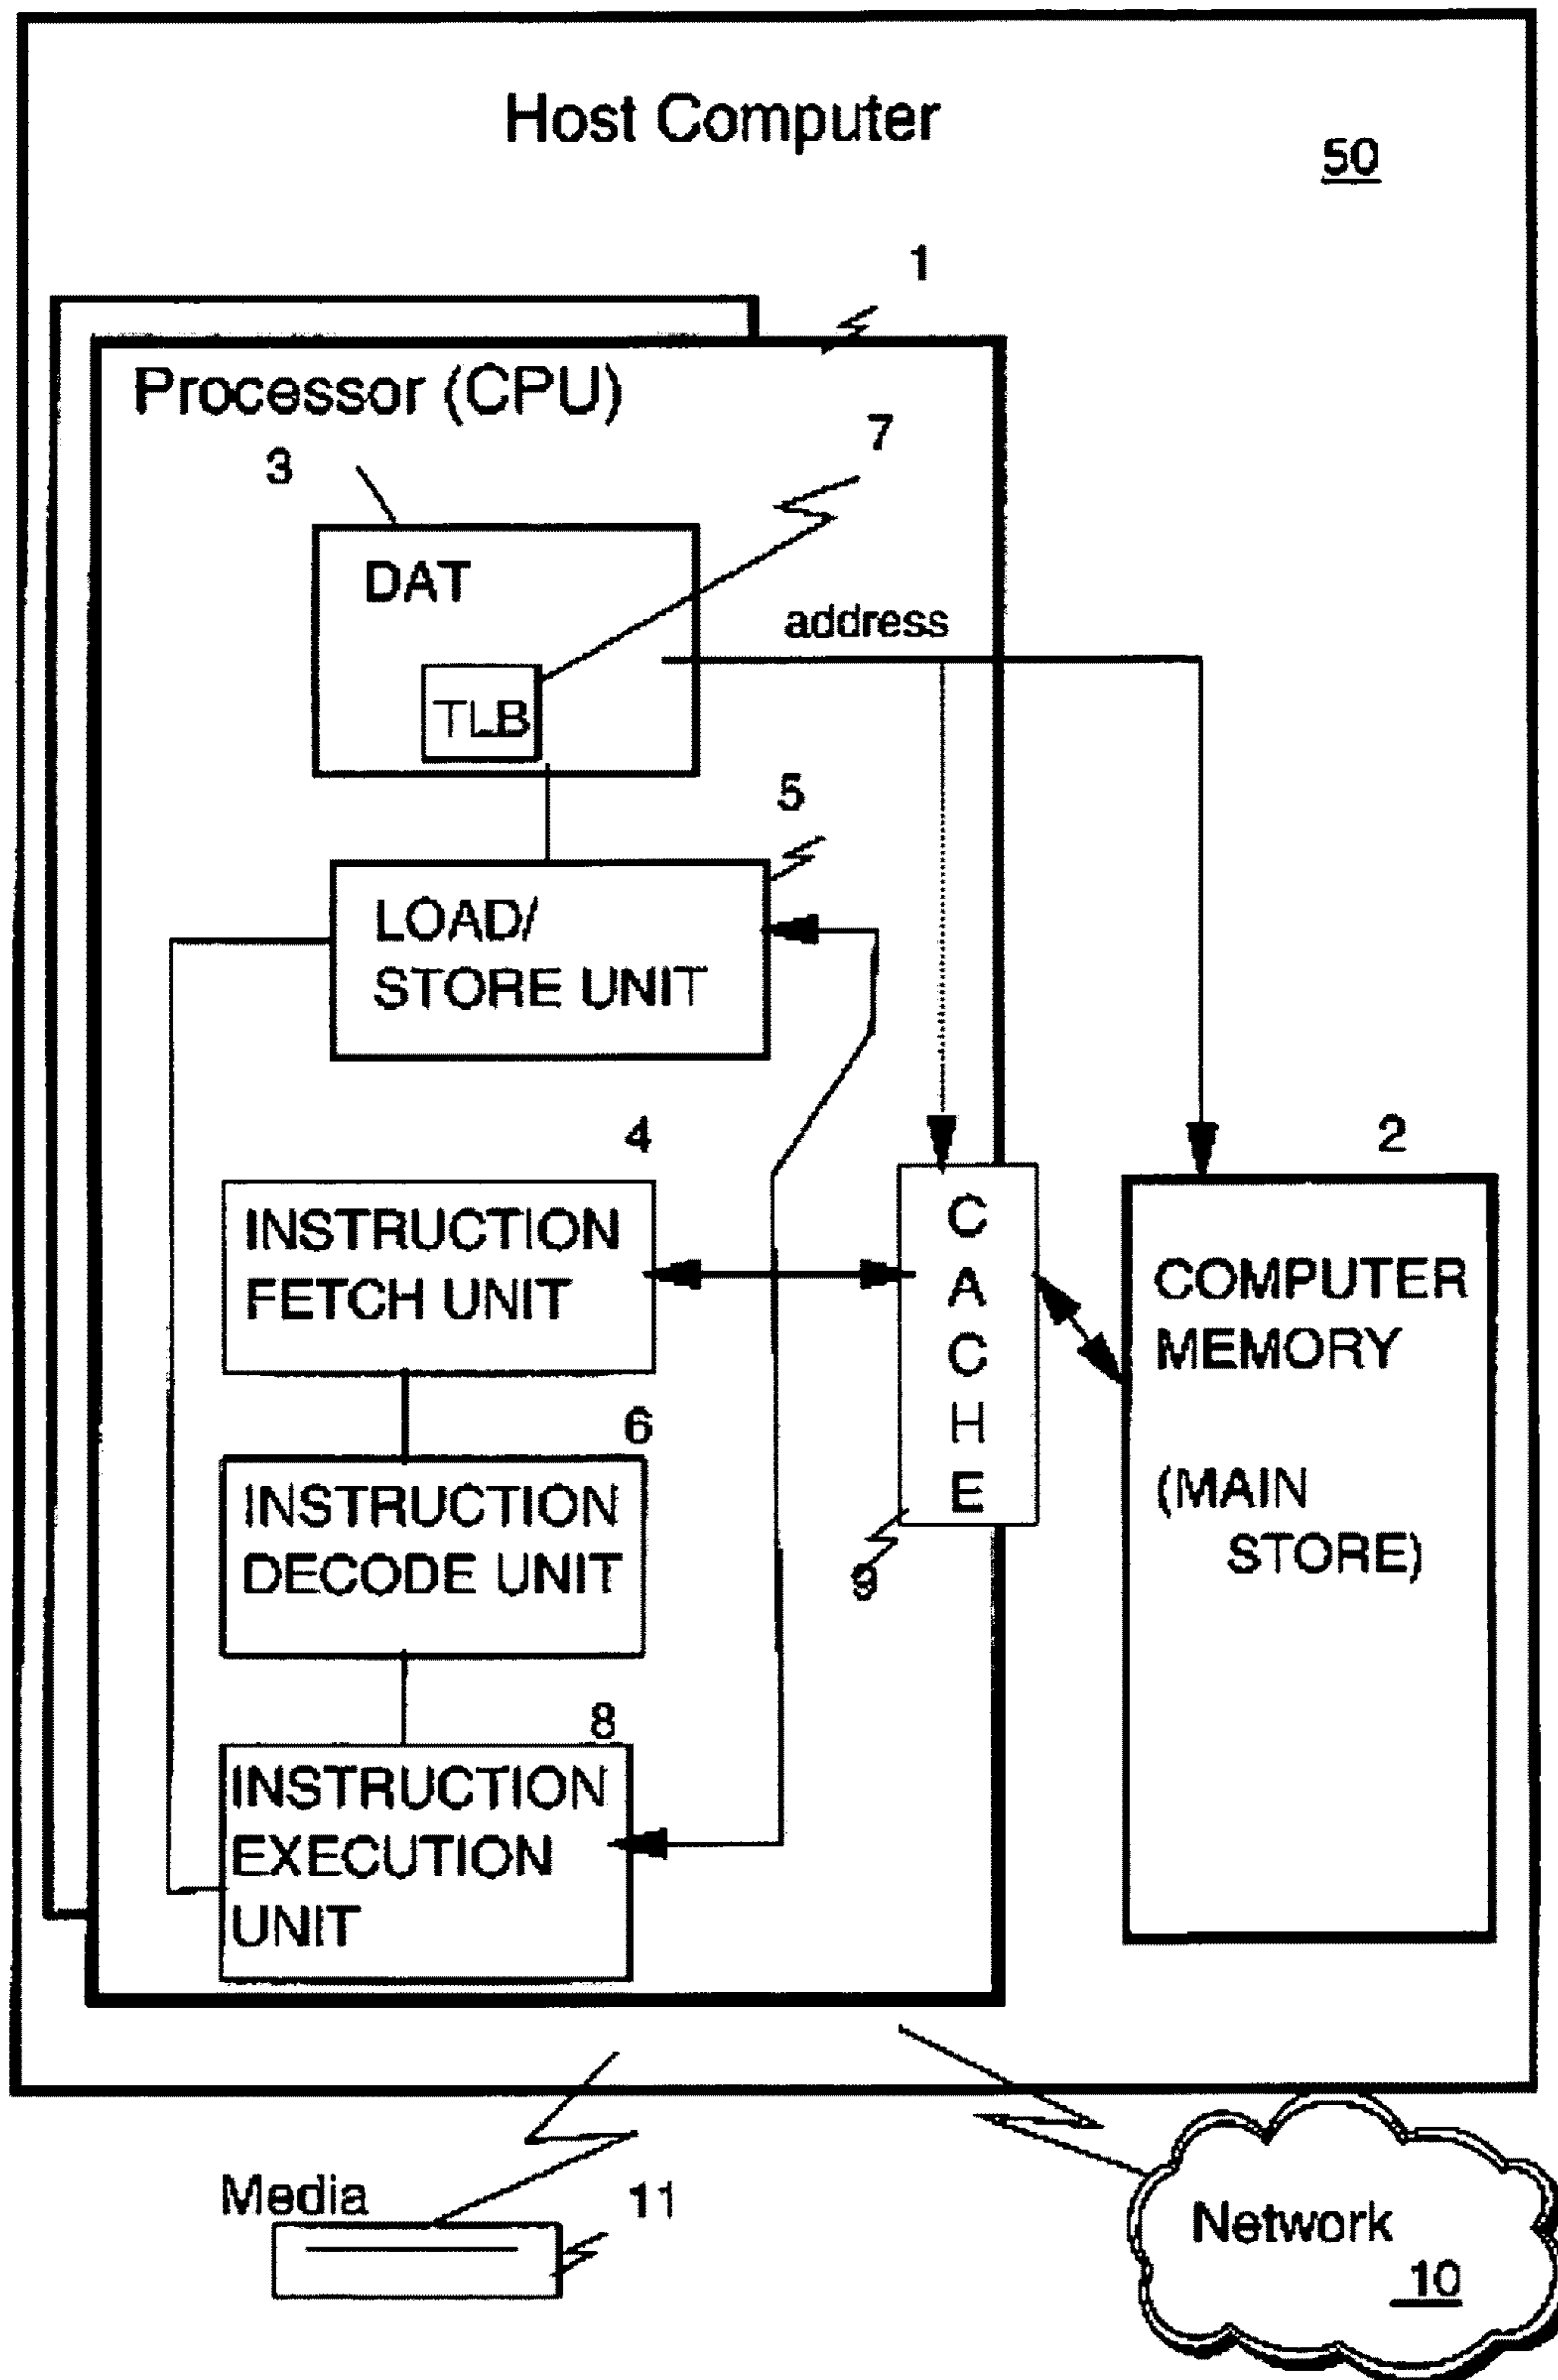 Host Computer
50
1
Processor (CPU)
3
7
DAT
address
TLB
5
LOAD/
STORE UNIT
4
2
INSTRUCTION
FETCH UNIT
C
A
C
H
E
COMPUTER
MEMORY
(MAIN
STORE)
6
INSTRUCTION
DECODE UNIT
9
8
INSTRUCTION
EXECUTION
UNIT
Media
11
Network
10